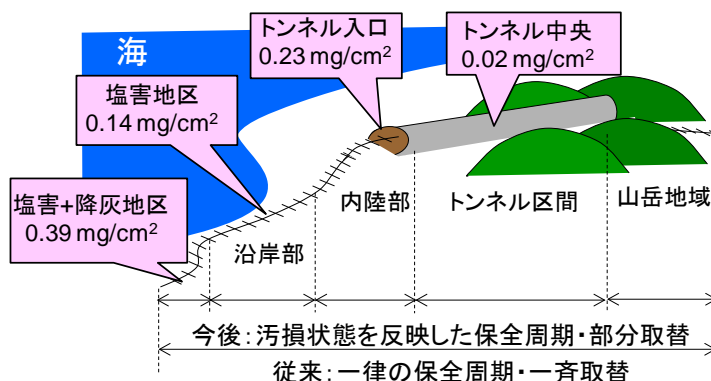 海
トンネル入口
0.23 mg/cm²
トンネル中央
0.02 mg/cm²
塩害地区
0.14 mg/cm²
塩害+降灰地区
0.39 mg/cm²
沿岸部
内陸部
トンネル区間
山岳地域
今後：汚損状態を反映した保全周期・部分取替
従来：一律の保全周期・一斉取替